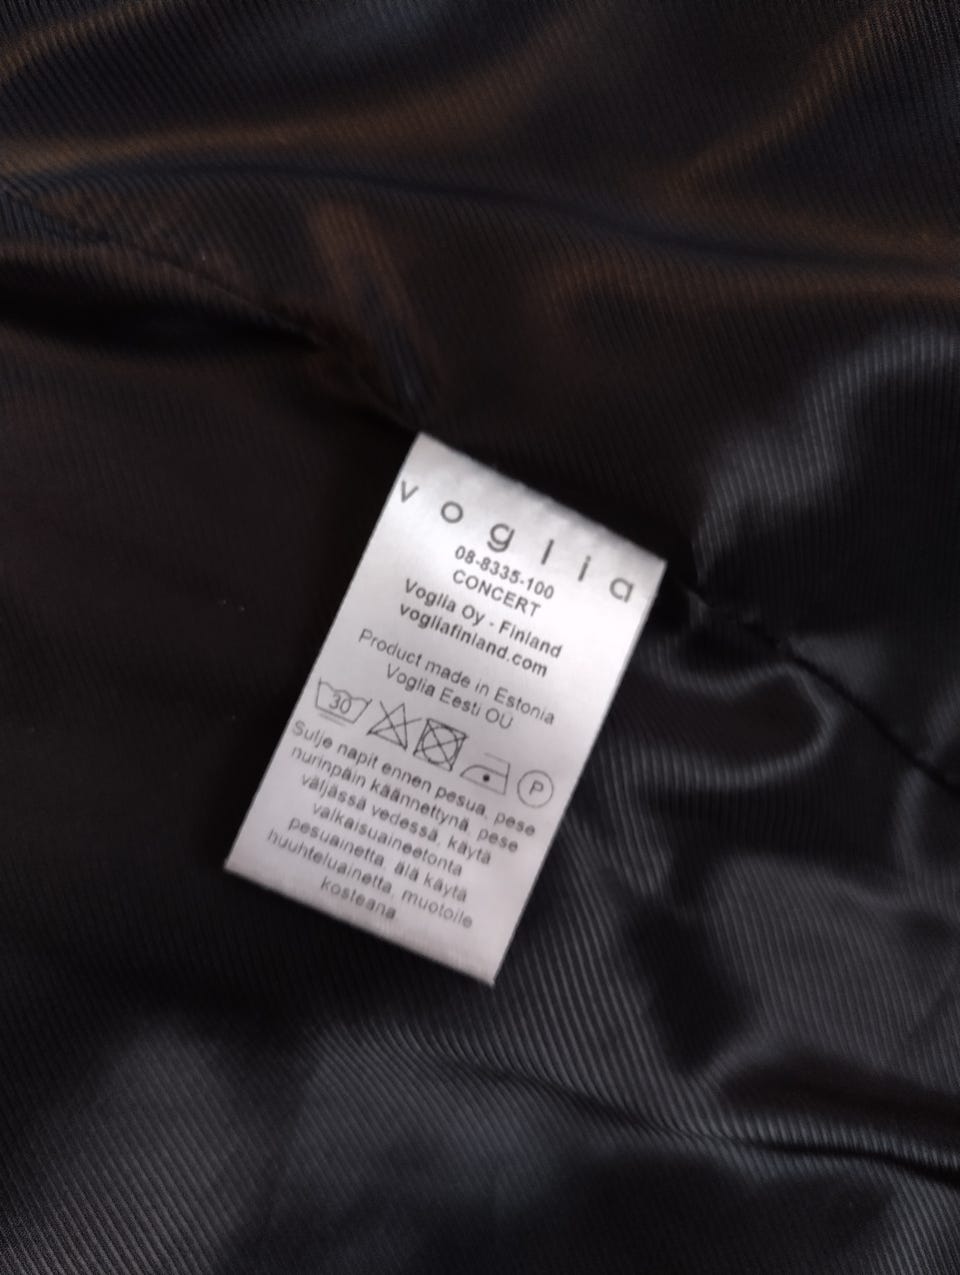 voglia
08-8335-100
CONCERT
Voglia Oy - Finland
vogliafinland.com
Product made in Estonia
Voglia Eesti OÜ
30
P
Sulje napit ennen pesua, pese
nurinpäin käännettynä, pese
väljässä vedessä, käytä
valkaisuaineetonta
pesuainetta, älä käytä
huuhteluainetta, muotoile
kosteana